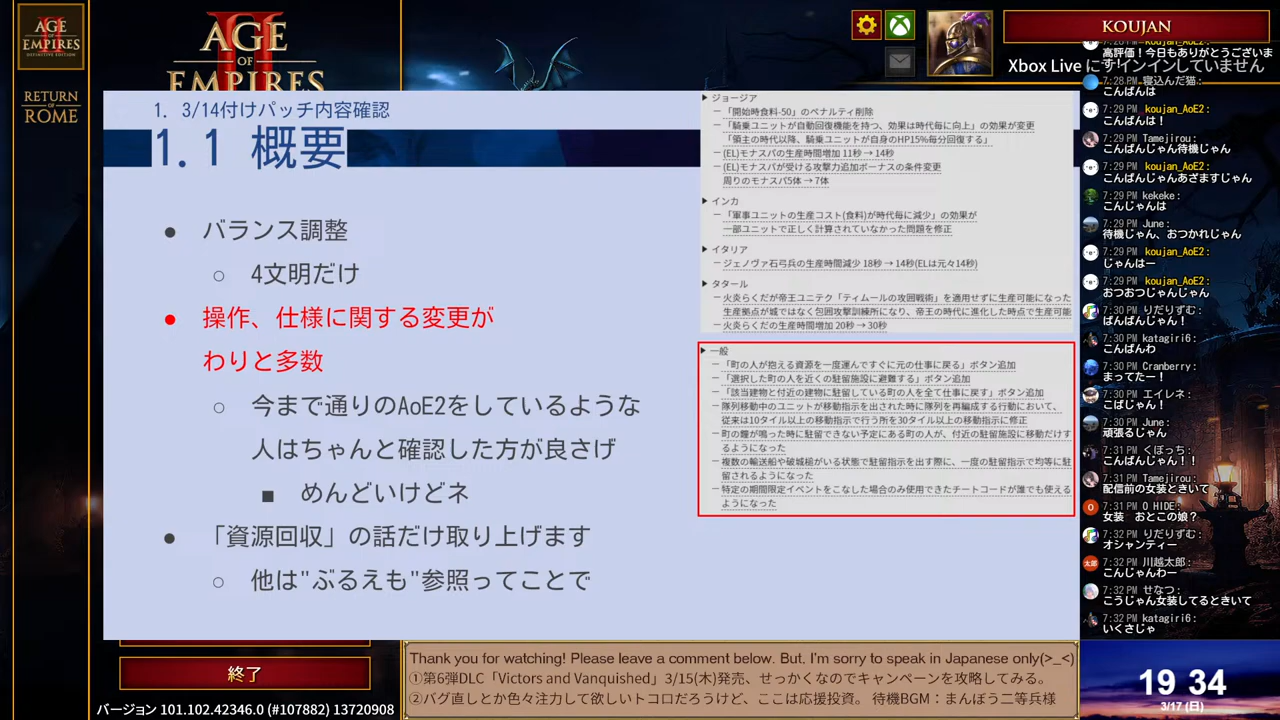 AGE
OF
EMPIRES
DEFINITIVE EDITION
RETURN
OF
ROME
AGE
OF
EMPIRES
KOUJAN
Xbox Live にサインインしていません
1. 3/14付けパッチ内容確認
1.1 概要
● バランス調整
○ 4文明だけ
● 操作、仕様に関する変更が
わりと多数
○ 今まで通りのAoE2をしているような
人はちゃんと確認した方が良さげ
■ めんどいけどネ
● 「資源回収」の話だけ取り上げます
○ 他は"ぶるえも"参照ってことで
▶ ジョージア
－「開始時食料-50」のペナルティ削除
－「騎乗ユニットが自動回復機能を持つ、効果は時代毎に向上」の効果が変更
「領主の時代以降、騎乗ユニットが自身のHP15%毎分回復する」
－(EL)モナスパの生産時間増加 11秒 → 14秒
－(EL)モナスパが受ける攻撃力追加ボーナスの条件変更
周りのモナスパ5体 → 7体
▶ インカ
－「軍事ユニットの生産コスト(食料)が時代毎に減少」の効果が
一部ユニットで正しく計算されていなかった問題を修正
▶ イタリア
－ジェノヴァ石弓兵の生産時間減少 18秒 → 14秒(ELは元々14秒)
▶ タタール
－火炎らくだが帝王ユニテク「ティムールの攻囲戦術」を適用せずに生産可能になった
生産拠点が城ではなく包囲攻撃訓練所になり、帝王の時代に進化した時点で生産可能
－火炎らくだの生産時間増加 20秒 → 30秒
▶ 一般
－「町の人が抱える資源を一度運んですぐに元の仕事に戻る」ボタン追加
－「選択した町の人を近くの駐留施設に避難する」ボタン追加
－「該当建物と付近の建物に駐留している町の人を全て仕事に戻す」ボタン追加
－隊列移動中のユニットが移動指示を出された時に隊列を再編成する行動において、
従来は10タイル以上の移動指示で行う所を30タイル以上の移動指示に修正
－町の鐘が鳴った時に駐留できない予定にある町の人が、付近の駐留施設に移動だけす
るようになった
－複数の輸送船や破城槌がいる状態で駐留指示を出す際に、一度の駐留指示で均等に駐
留されるようになった
－特定の期間限定イベントをこなした場合のみ使用できたチートコードが誰でも使える
ようになった
7:28 PM koujan_AoE2:
高評価！今日もありがとうございま
す！
7:28 PM 寝込んだ猫:
こんばんは
7:29 PM koujan_AoE2:
こんばんは！
7:29 PM Tamejirou:
こんばんじゃん待機じゃん
7:29 PM koujan_AoE2:
こんばんじゃんあざますじゃん
7:29 PM kekeke:
こんじゃんは
7:29 PM June:
待機じゃん、おつかれじゃん
7:29 PM koujan_AoE2:
じゃんはー
7:29 PM koujan_AoE2:
おつおつじゃんじゃん
7:30 PM りだりずむ:
ばんばんじゃん！
7:30 PM katagiri6:
こんばんわ
7:30 PM Cranberry:
まってたー！
7:30 PM エイレネ:
こばじゃん！
7:30 PM June:
頑張るじゃん
7:31 PM くぼっち:
こんばんじゃん！！
7:31 PM Tamejirou:
配信前の女装ときいて
7:31 PM O HIDE:
女装 おとこの娘？
7:32 PM りだりずむ:
オシャンティー
7:32 PM 川越太郎:
こんじゃんわー
7:32 PM せなつ:
こうじゃん女装してるときいて
7:32 PM katagiri6:
いくさじゃ
終了
バージョン 101.102.42346.0 (#107882) 13720908
Thank you for watching! Please leave a comment below. But, I'm sorry to speak in Japanese only(>_<)
①第6弾DLC「Victors and Vanquished」3/15(木)発売、せっかくなのでキャンペーンを攻略してみる。
②バグ直しとか色々注力して欲しいトコロだろうけど、ここは応援投資。 待機BGM：まんぼう二等兵様
19 34
3/17 (日)